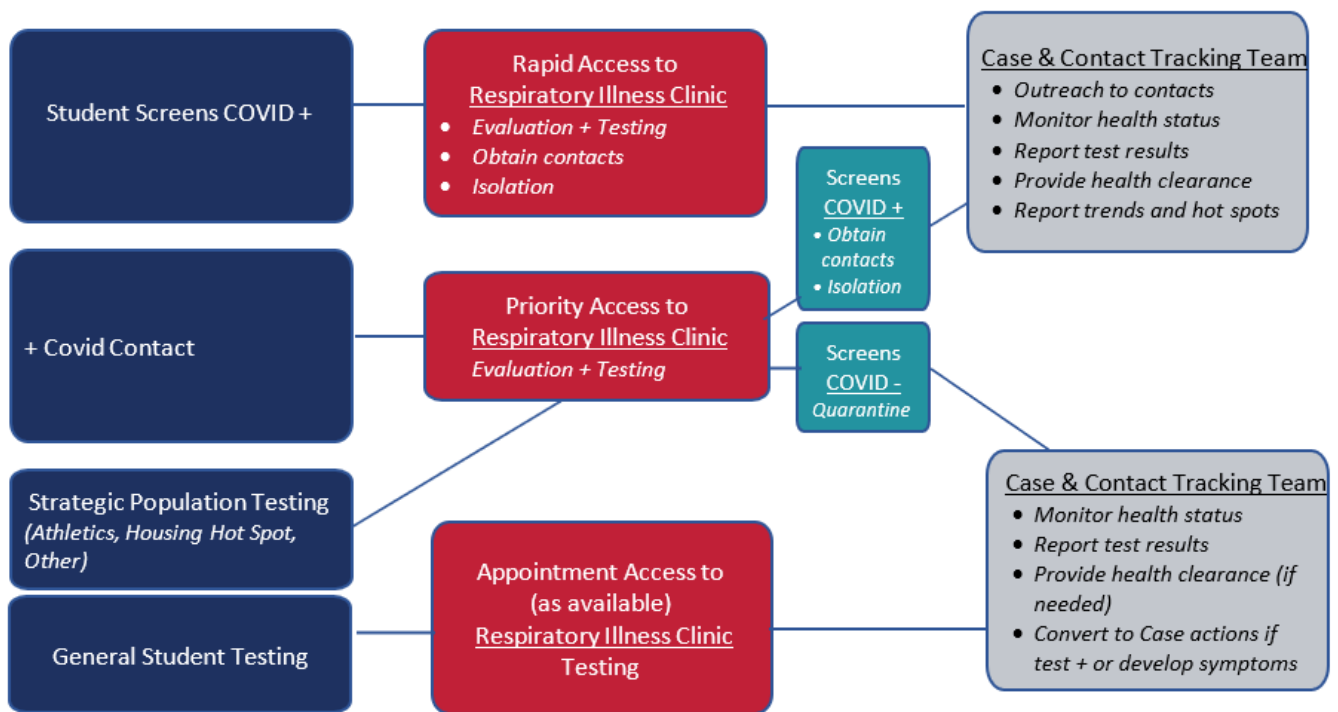 Student Screens COVID +
Rapid Access to
Respiratory Illness Clinic
• Evaluation + Testing
• Obtain contacts
• Isolation
Case & Contact Tracking Team
• Outreach to contacts
• Monitor health status
• Report test results
• Provide health clearance
• Report trends and hot spots
+ Covid Contact
Priority Access to
Respiratory Illness Clinic
Evaluation + Testing
Screens
COVID +
• Obtain
contacts
• Isolation
Screens
COVID -
Quarantine
Strategic Population Testing
(Athletics, Housing Hot Spot,
Other)
General Student Testing
Appointment Access to
(as available)
Respiratory Illness Clinic
Testing
Case & Contact Tracking Team
• Monitor health status
• Report test results
• Provide health clearance (if
needed)
• Convert to Case actions if
test + or develop symptoms